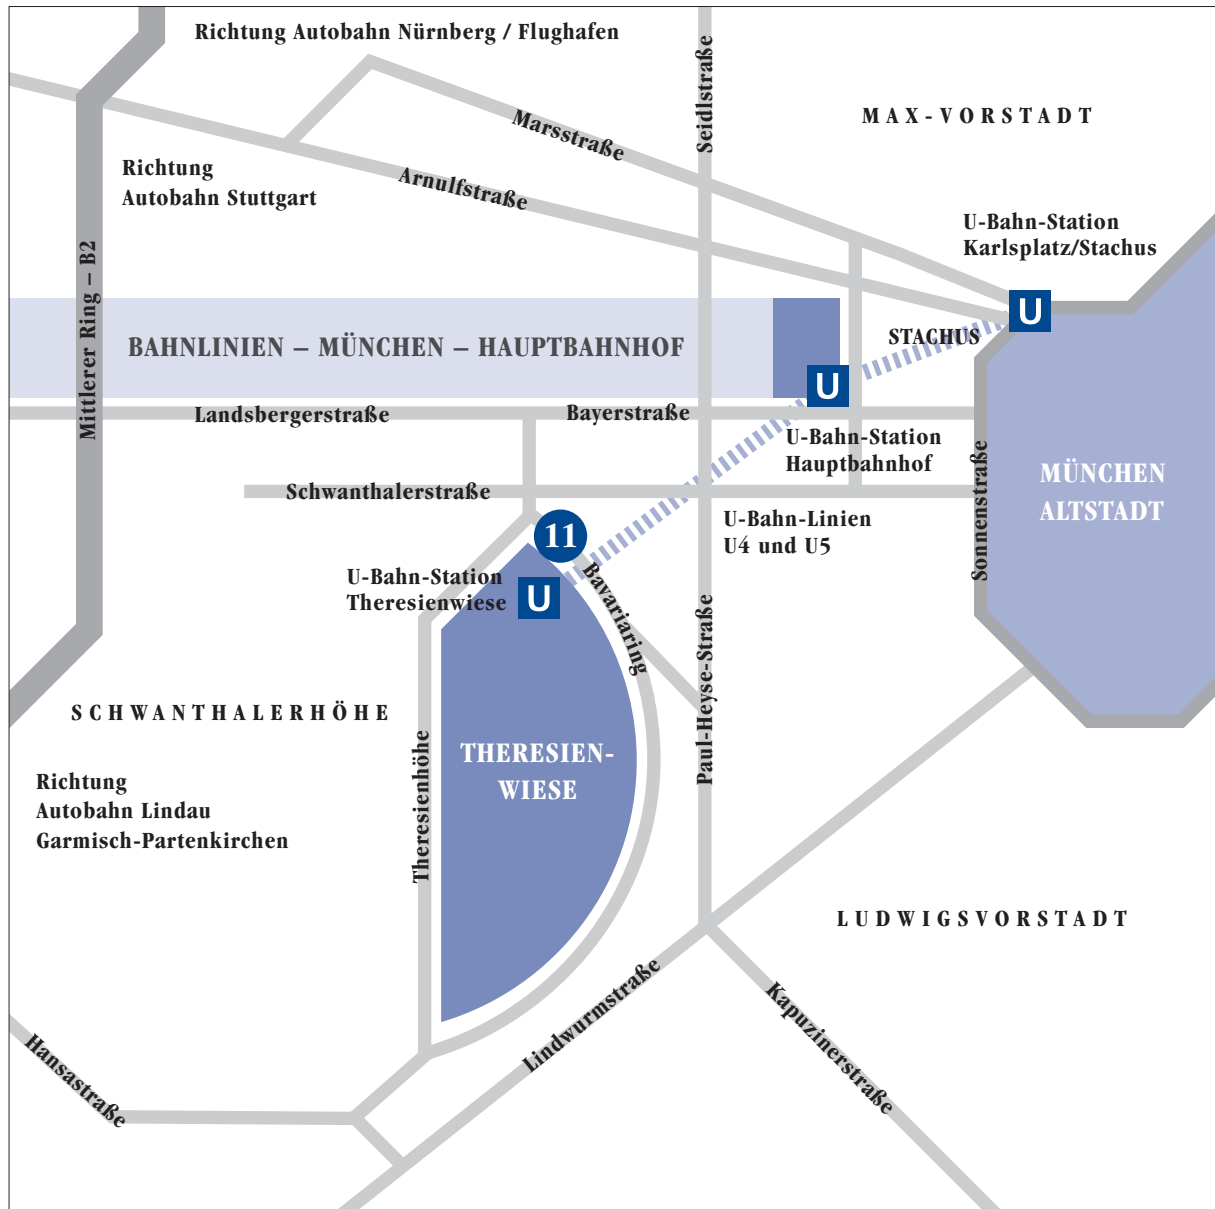 Richtung Autobahn Nürnberg / Flughafen
Seidlstraße
MAX-VORSTADT
Marsstraße
Richtung
Autobahn Stuttgart
Arnulfstraße
U-Bahn-Station
Karlsplatz/Stachus
Mittlerer Ring – B2
U
STACHUS
BAHNLINIEN – MÜNCHEN – HAUPTBAHNHOF
U
Landsbergerstraße
Bayerstraße
U-Bahn-Station
Hauptbahnhof
Sonnenstraße
MÜNCHEN
ALTSTADT
Schwanthalerstraße
U-Bahn-Linien
U4 und U5
11
U-Bahn-Station
Theresienwiese
U
Bavariaring
Paul-Heyse-Straße
SCHWANTHALERHÖHE
Theresienhöhe
THERESIEN-
WIESE
Richtung
Autobahn Lindau
Garmisch-Partenkirchen
LUDWIGSVORSTADT
Lindwurmstraße
Kapuzinerstraße
Hansastraße